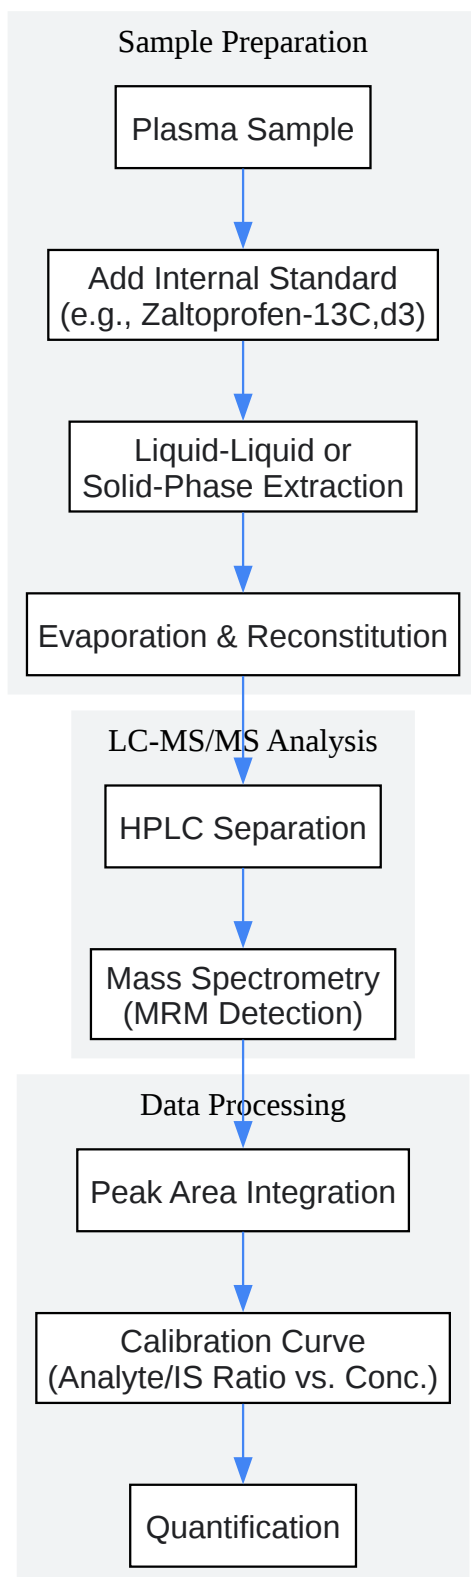 Sample Preparation
Plasma Sample
Add Internal Standard
(e.g., Zaltoprofen-13C,d3)
Liquid-Liquid or
Solid-Phase Extraction
Evaporation & Reconstitution
LC-MS/MS Analysis
HPLC Separation
Mass Spectrometry
(MRM Detection)
Data Processing
Peak Area Integration
Calibration Curve
(Analyte/IS Ratio vs. Conc.)
Quantification